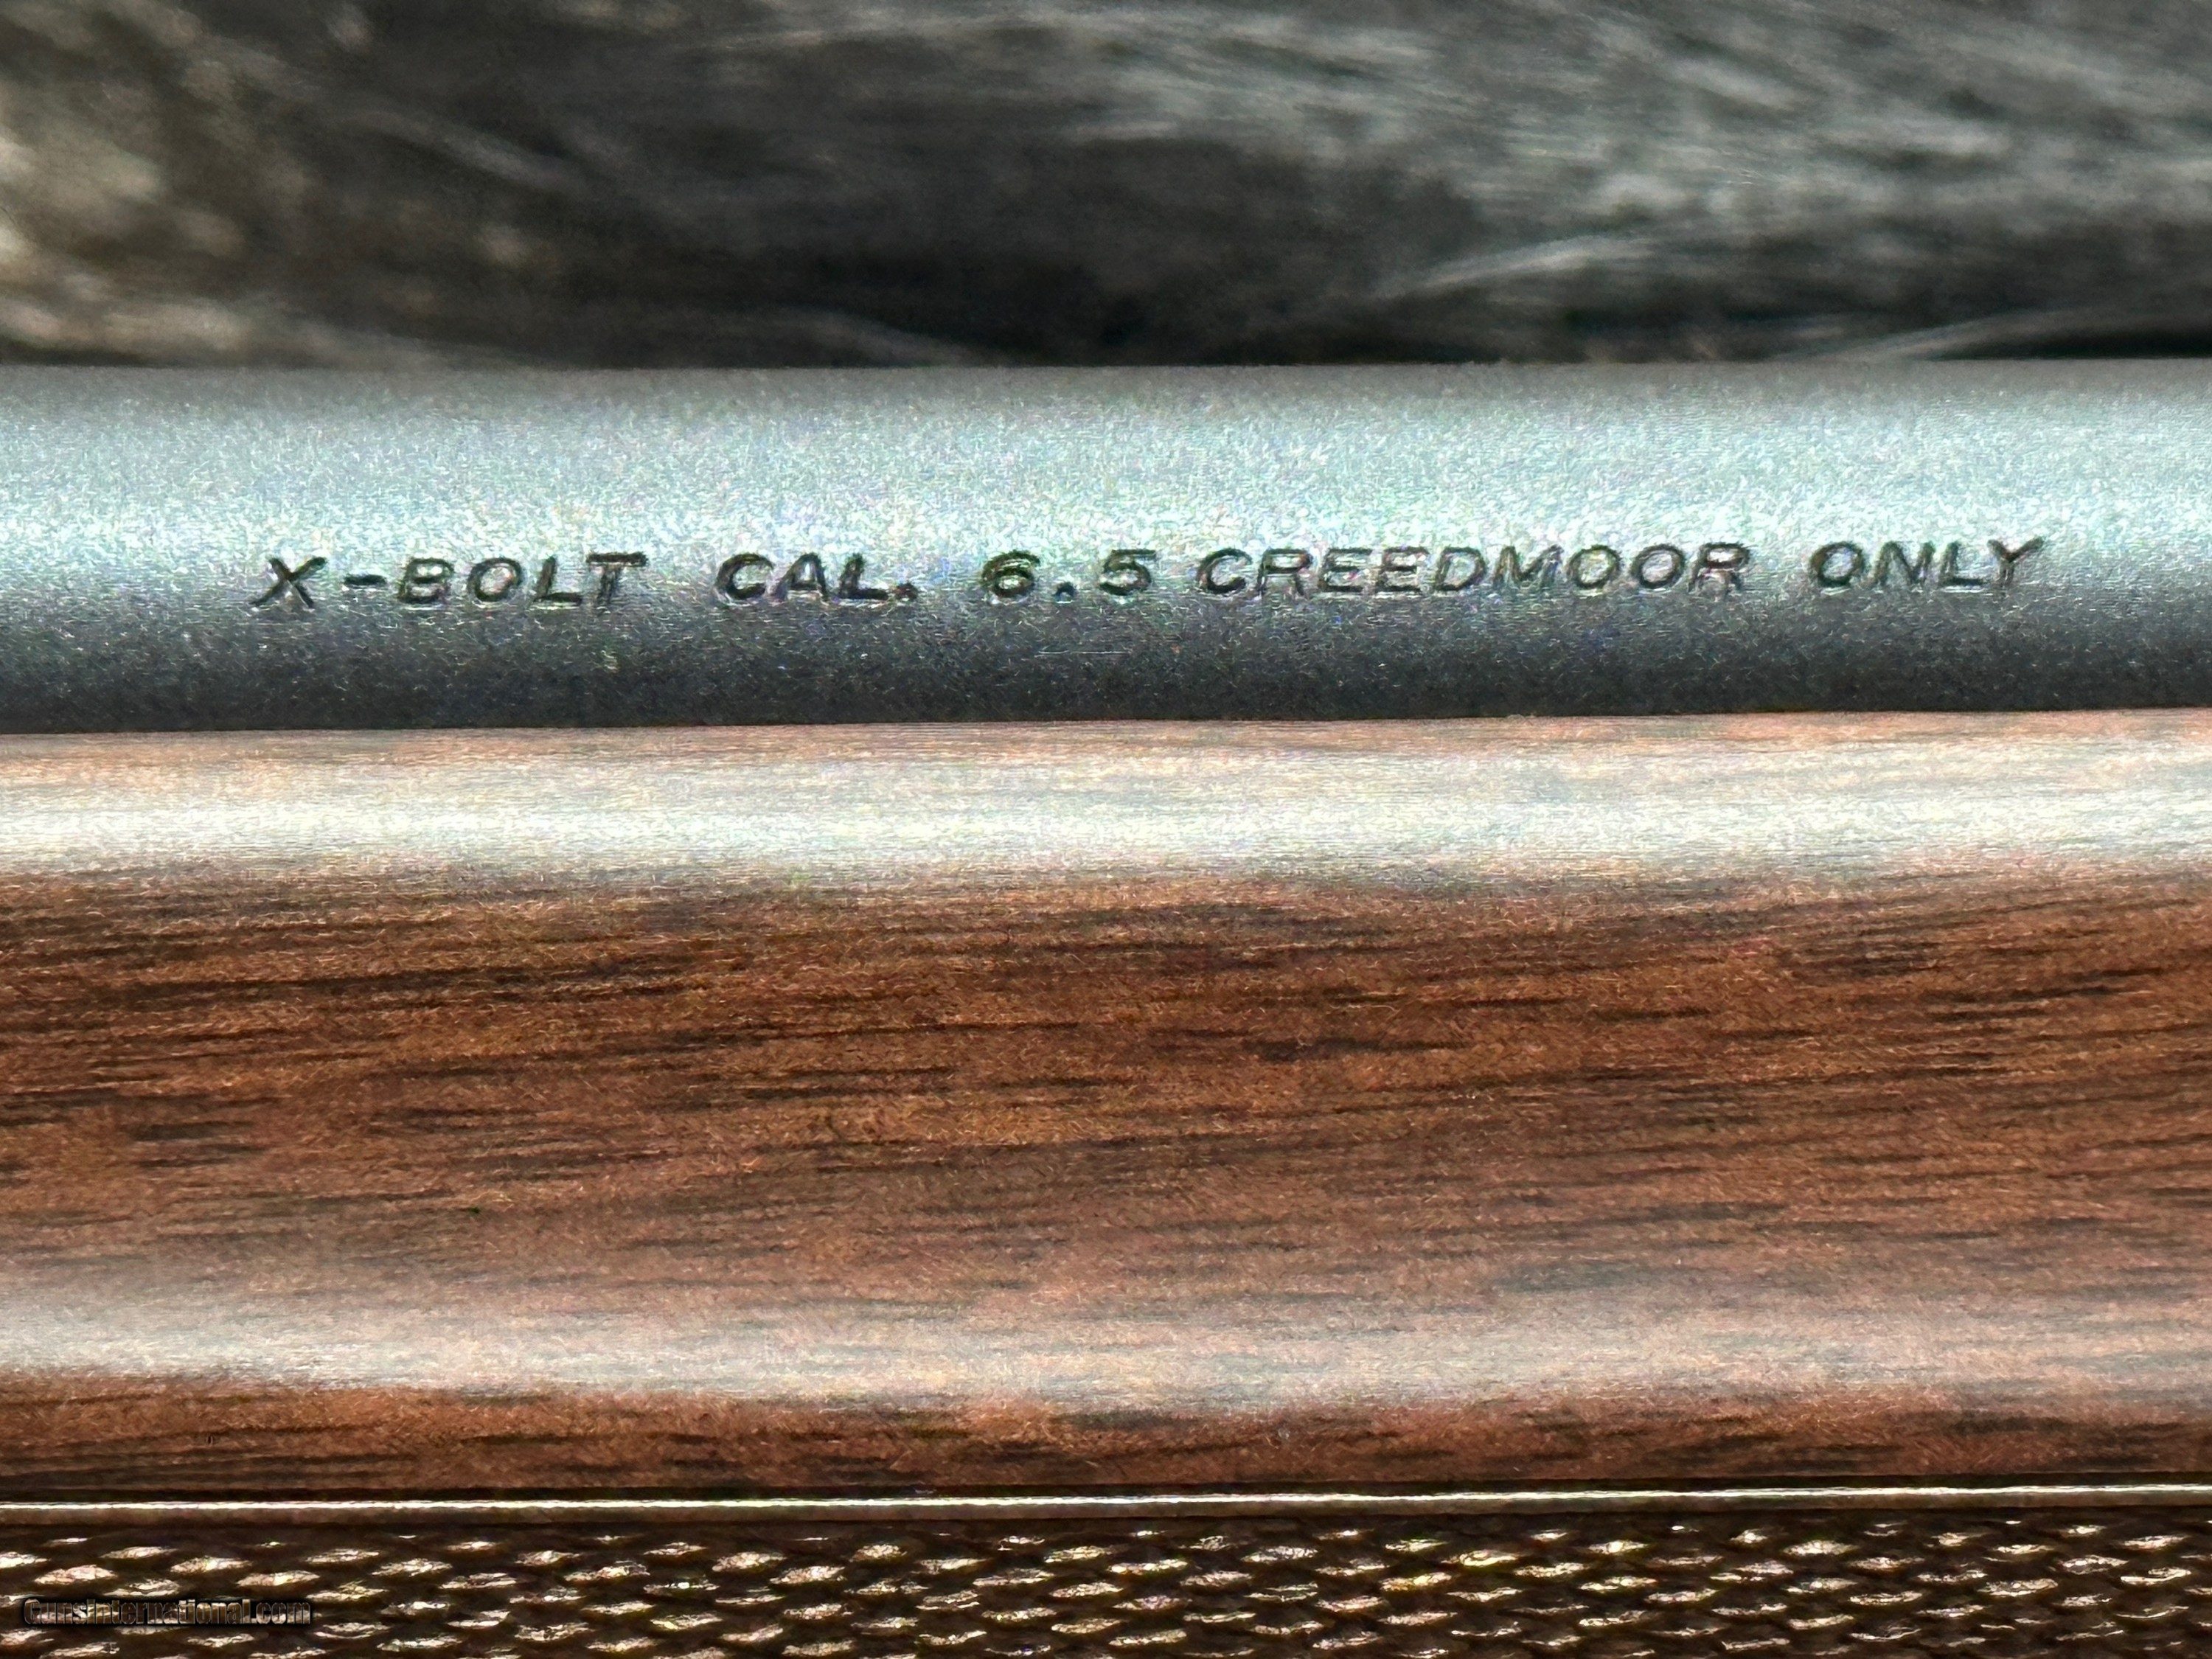 X-BOLT CAL. 6.5 CREEDMOOR ONLY
GunsInternational.com